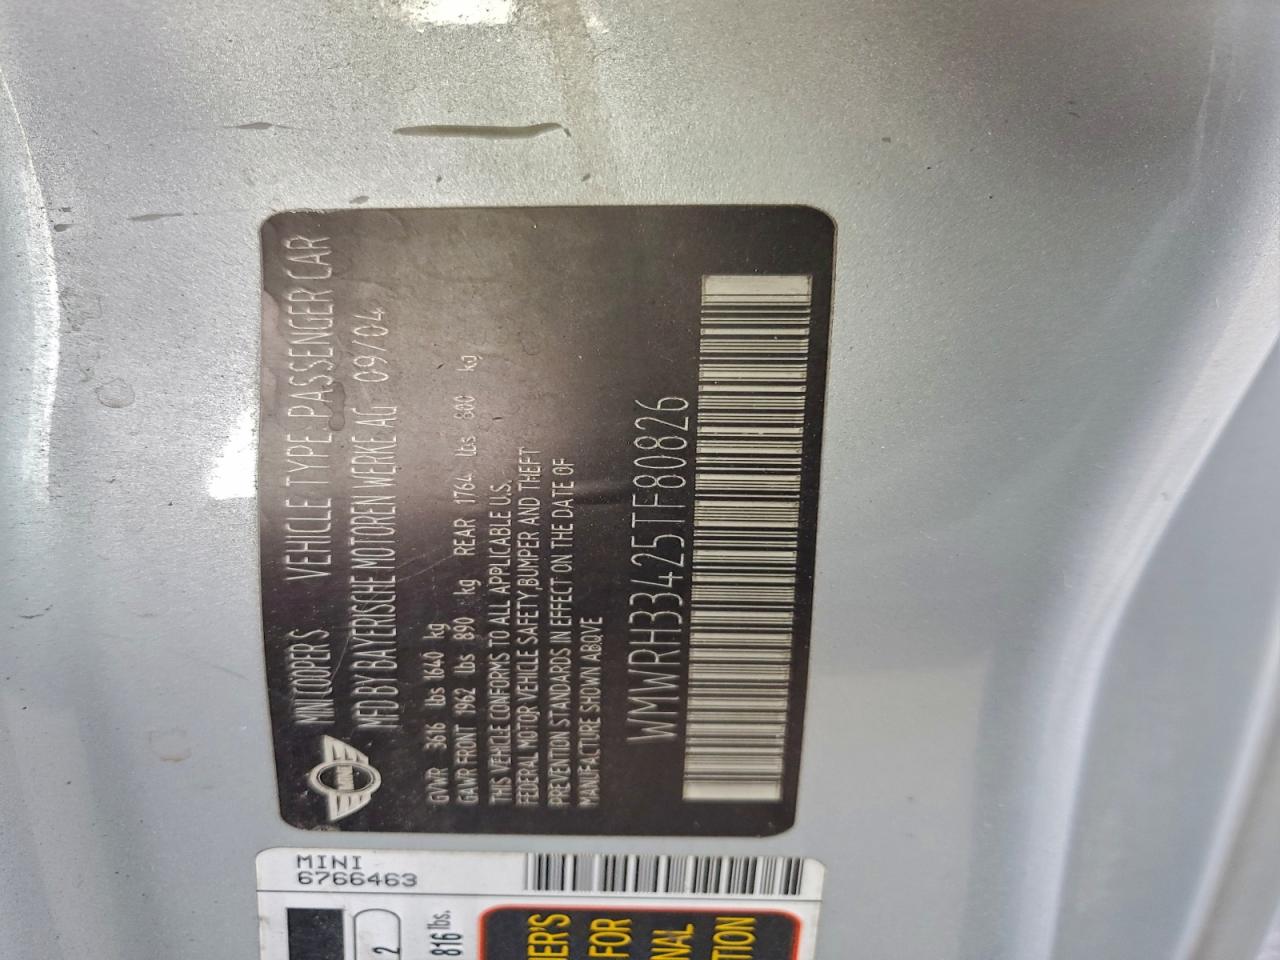 MINI COOPER S VEHICLE TYPE PASSENGER CAR
MFD BY BAYERISCHE MOTOREN WERKE AG 09/04
GVWR 3616 lbs 1640 kg
GAWR FRONT 1962 lbs 890 kg REAR 1764 lbs 800 kg
THIS VEHICLE CONFORMS TO ALL APPLICABLE U.S.
FEDERAL MOTOR VEHICLE SAFETY,BUMPER AND THEFT
PREVENTION STANDARDS IN EFFECT ON THE DATE OF
MANUFACTURE SHOWN ABOVE
WMWRH33425TF80826
MINI
MINI
6766463
2
816 lbs.
ER'S
FOR
NAL
TION